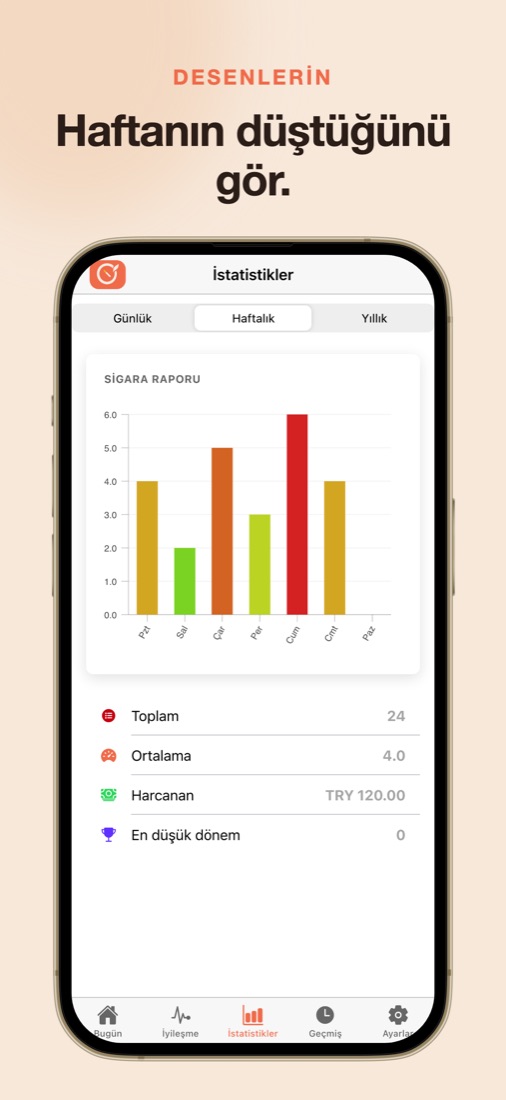 DESENLERİN
Haftanın düştüğünü
gör.
İstatistikler
Günlük
Haftalık
Yıllık
SİGARA RAPORU
6.0
5.0
4.0
3.0
2.0
1.0
0.0
Pzt
Sal
Çar
Per
Cum
Cmt
Paz
Toplam 24
Ortalama 4.0
Harcanan TRY 120.00
En düşük dönem 0
Bugün
İyileşme
İstatistikler
Geçmiş
Ayarlar